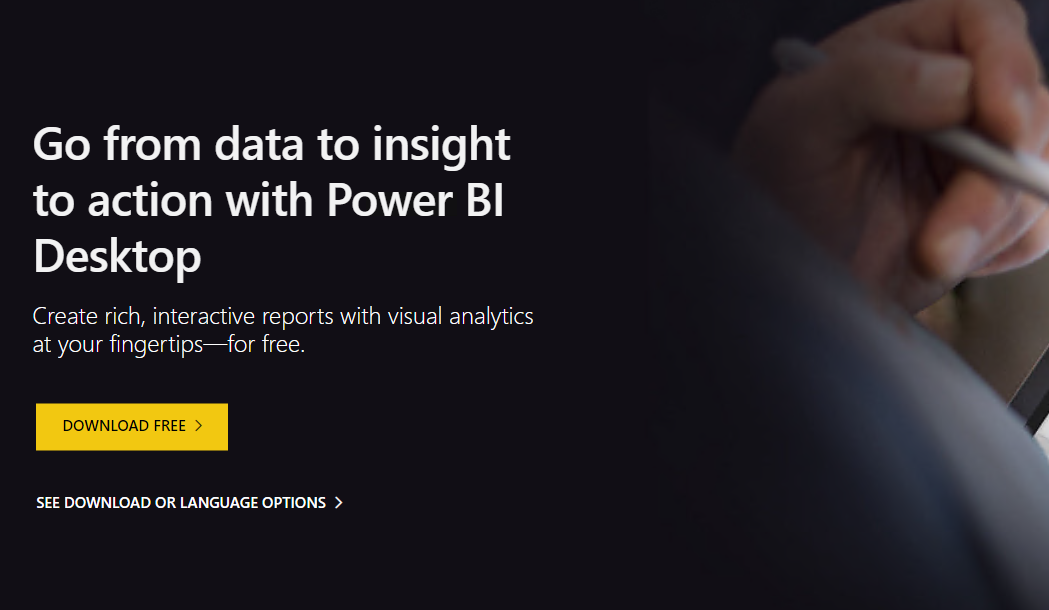 Go from data to insight
to action with Power BI
Desktop
Create rich, interactive reports with visual analytics
at your fingertips—for free.
DOWNLOAD FREE >
SEE DOWNLOAD OR LANGUAGE OPTIONS >